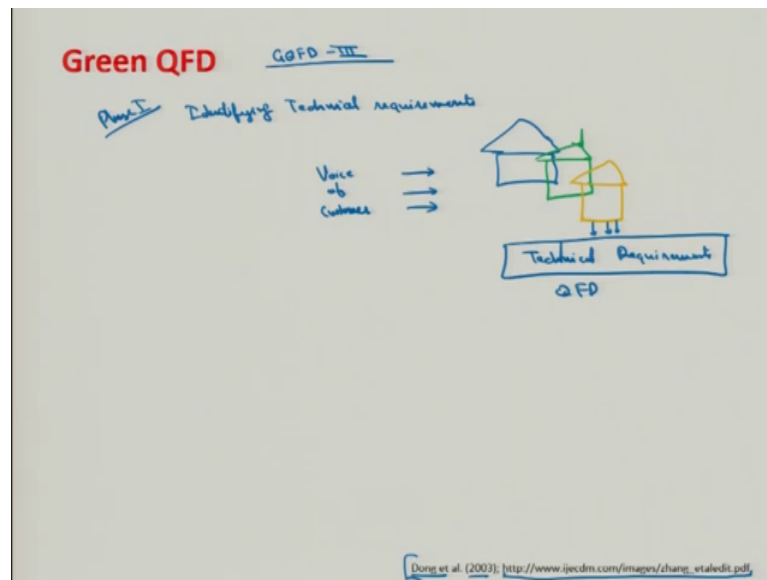 Green QFD GQFD-III
Phase I Identifying Technical requirements
Voice
of
Customer
Technical Requirements
QFD
Dong et al. (2003); http://www.ijecdm.com/images/zhang_etaledit.pdf